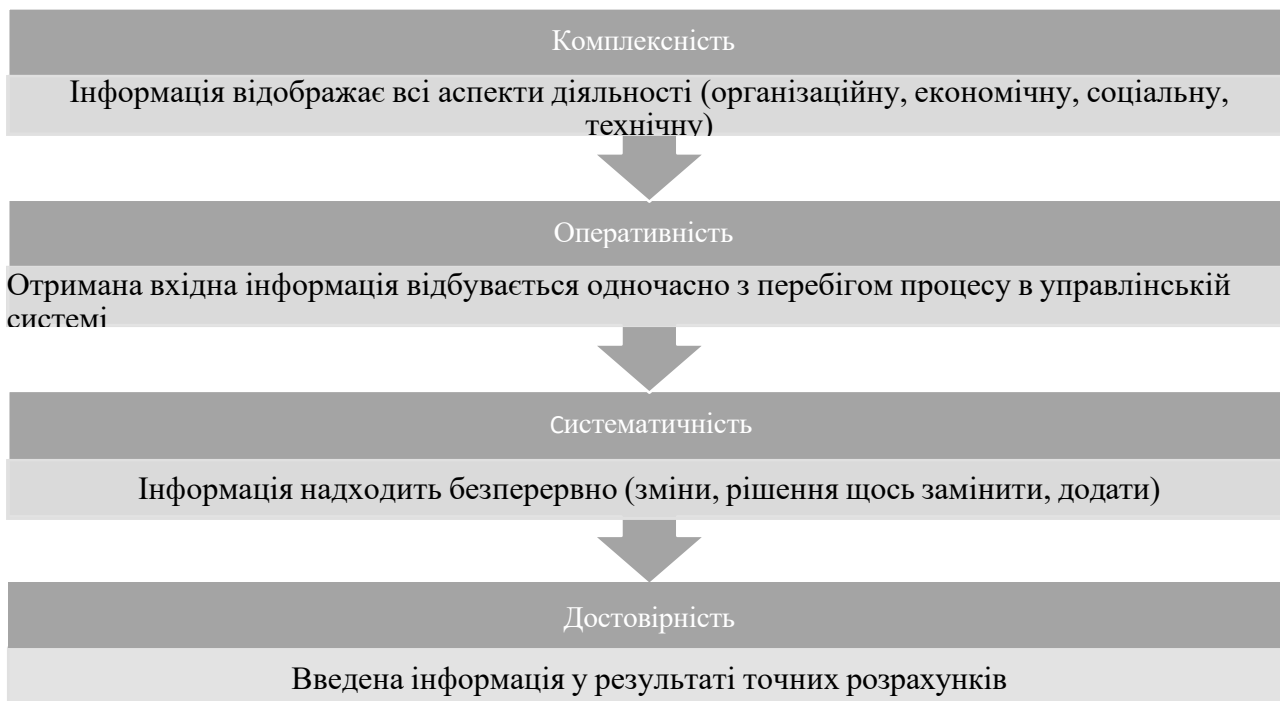 Комплексність
Інформація відображає всі аспекти діяльності (організаційну, економічну, соціальну,
технічну)
Оперативність
Отримана вхідна інформація відбувається одночасно з перебігом процесу в управлінській
системі
Систематичність
Інформація надходить безперервно (зміни, рішення щось замінити, додати)
Достовірність
Введена інформація у результаті точних розрахунків